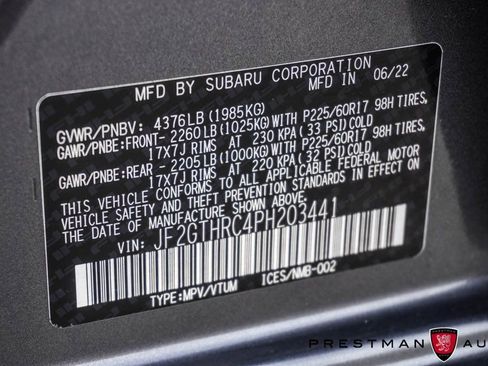 MFD BY SUBARU CORPORATION
MFD IN 06/22
GVWR/PNBV: 4376LB (1985KG)
GAWR/PNBE:FRONT- 2260LB (1025KG) WITH P225/60R17 98H TIRES,
17X7J RIMS AT 230 KPA (33 PSI) COLD
GAWR/PNBE:REAR - 2205LB (1000KG) WITH P225/60R17 98H TIRES,
17X7J RIMS AT 220 KPA (32 PSI) COLD
THIS VEHICLE CONFORMS TO ALL APPLICABLE FEDERAL MOTOR
VEHICLE SAFETY AND THEFT PREVENTION STANDARDS IN EFFECT
ON THE DATE OF MANUFACTURE SHOWN ABOVE.
VIN: JF2GTHRC4PH203441
TYPE:MPV/VTUM ICES/NMB-002
PRESTMAN AU